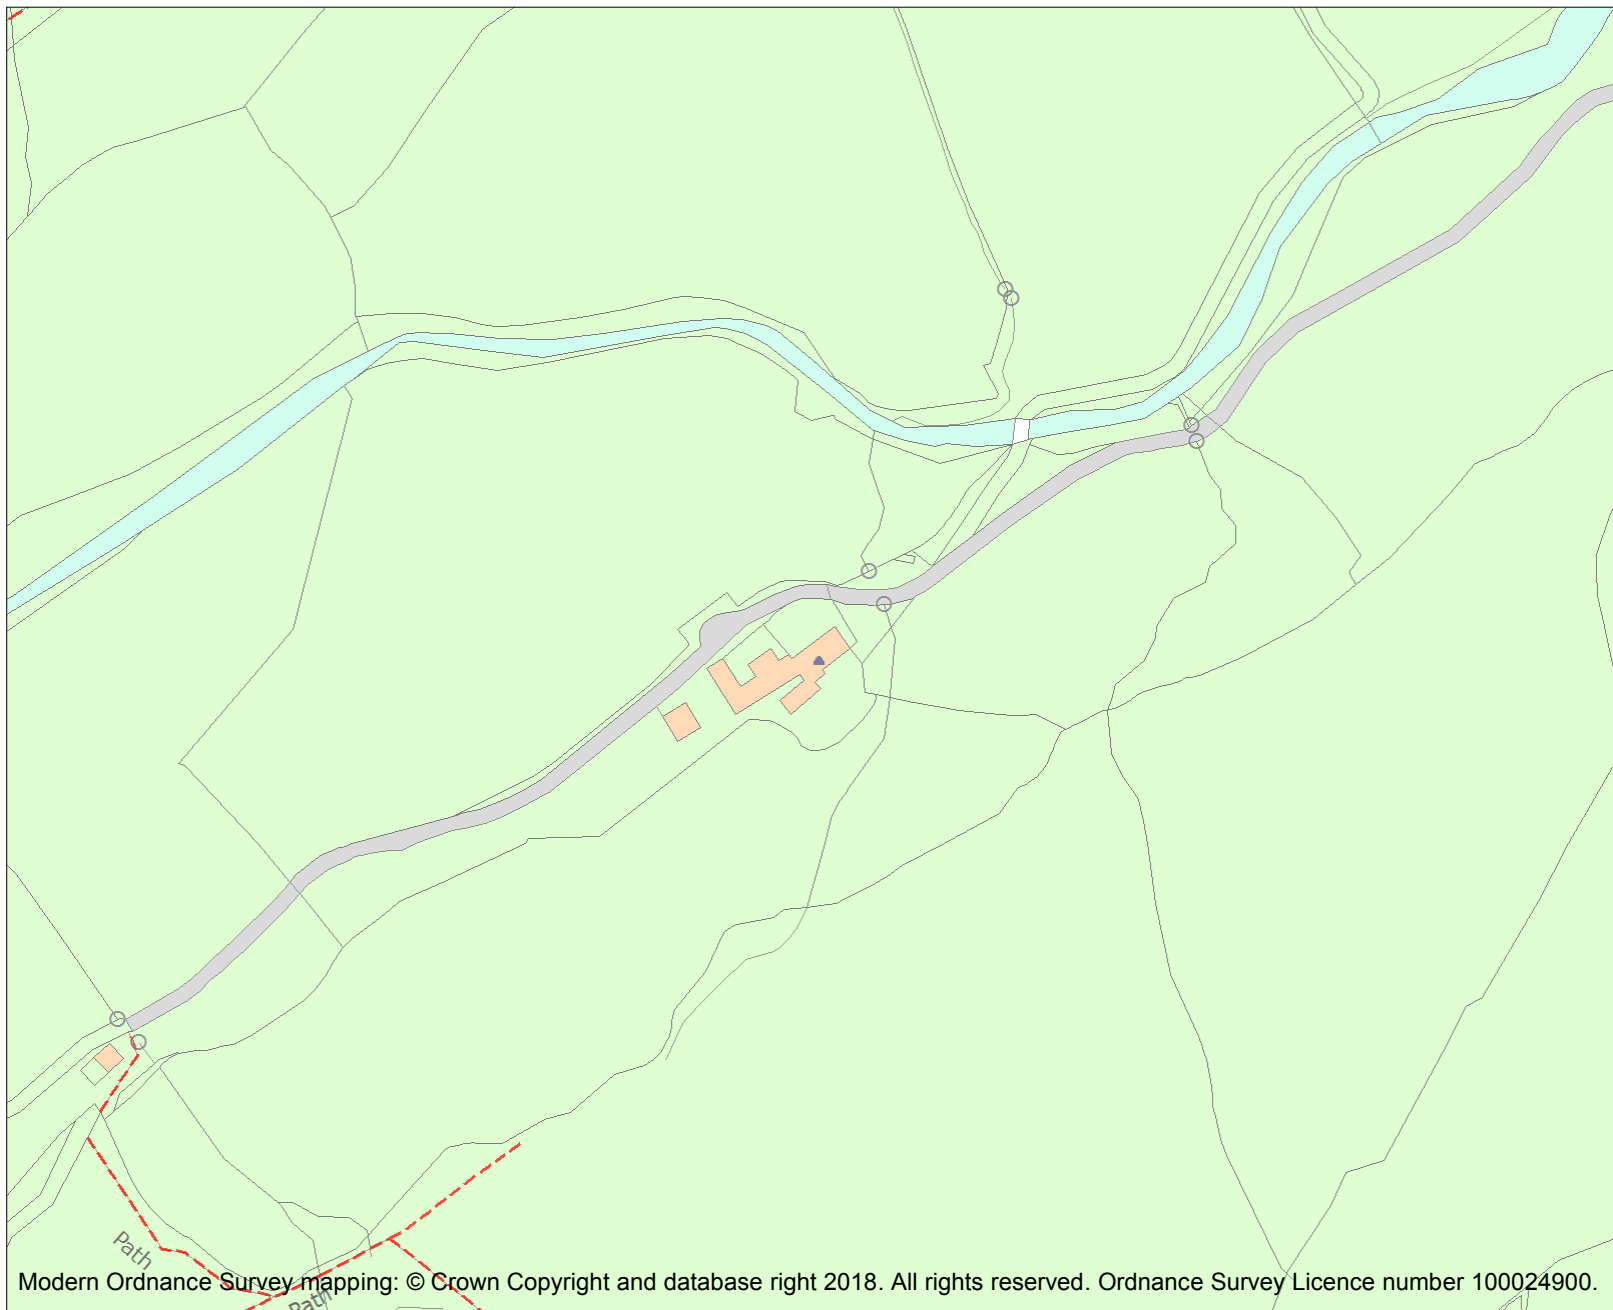 Path
Path
Modern Ordnance Survey mapping: © Crown Copyright and database right 2018. All rights reserved. Ordnance Survey Licence number 100024900.